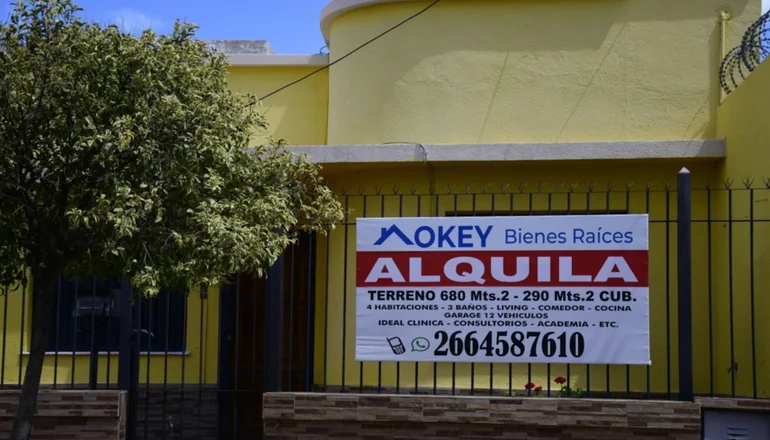 OKEY Bienes Raíces
ALQUILA
TERRENO 680 Mts.2 - 290 Mts.2 CUB.
4 HABITACIONES - 3 BAÑOS - LIVING - COMEDOR - COCINA
GARAGE 12 VEHICULOS
IDEAL CLINICA - CONSULTORIOS - ACADEMIA - ETC.
2664587610